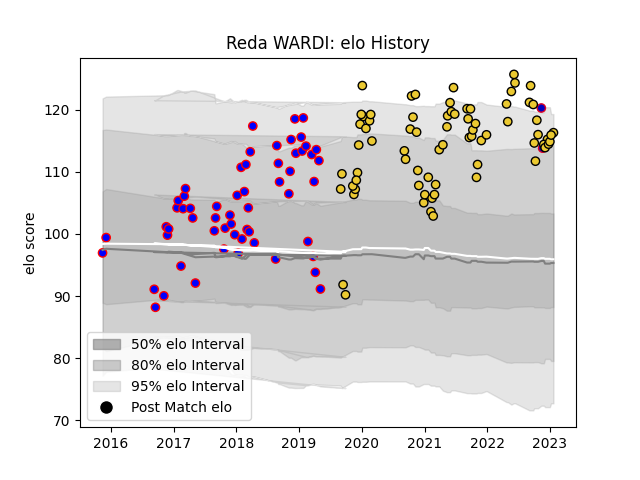 Reda WARDI: elo History
elo score
120
110
100
90
80
70
50% elo Interval
80% elo Interval
95% elo Interval
Post Match elo
2016 2017 2018 2019 2020 2021 2022 2023